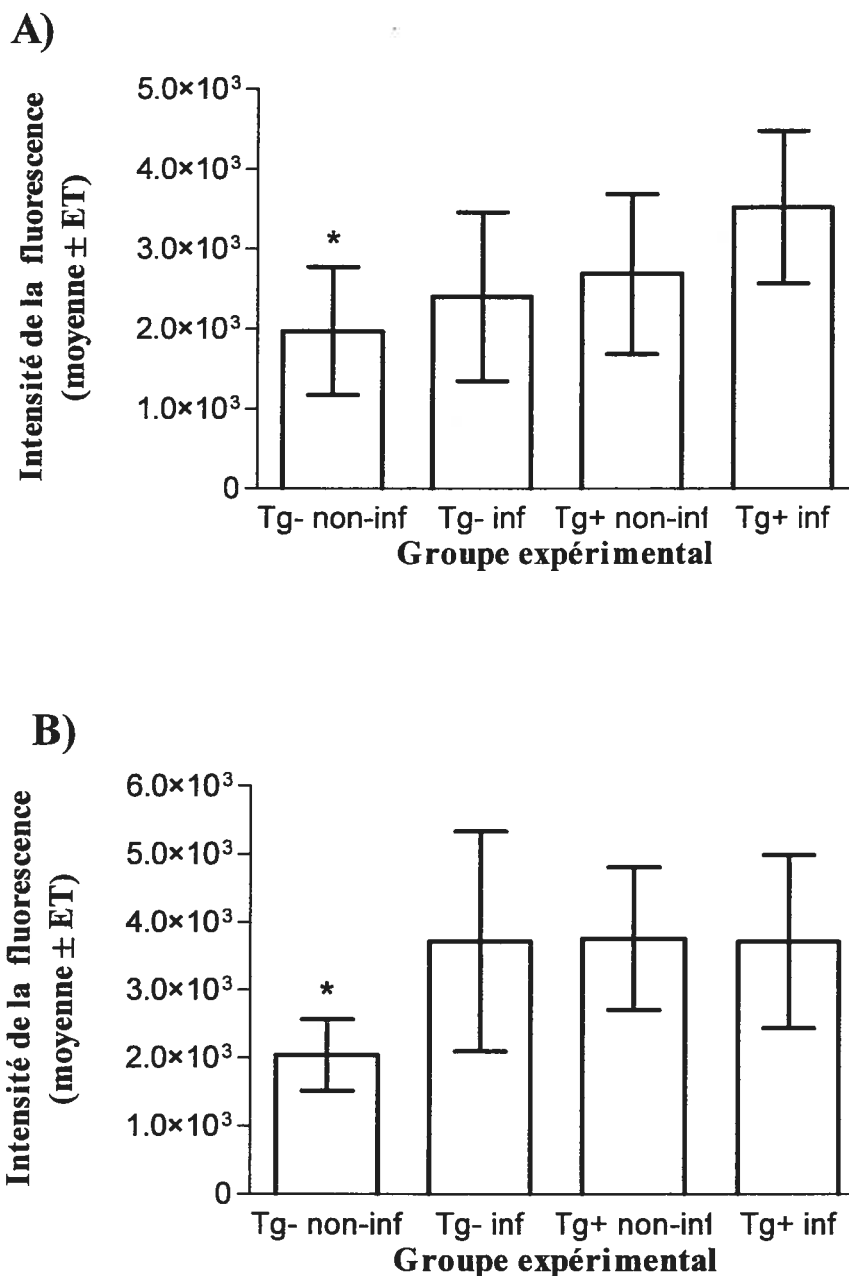 A)
Intensité de la fluorescence
(moyenne ± ET)
5.0×10³
4.0×10³
3.0×10³
2.0×10³
1.0×10³
0
*
Tg- non-inf Tg- inf Tg+ non-inf Tg+ inf
Groupe expérimental
B)
Intensité de la fluorescence
(moyenne ± ET)
6.0×10³
5.0×10³
4.0×10³
3.0×10³
2.0×10³
1.0×10³
0
*
Tg- non-inf Tg- inf Tg+ non-inf Tg+ inf
Groupe expérimental